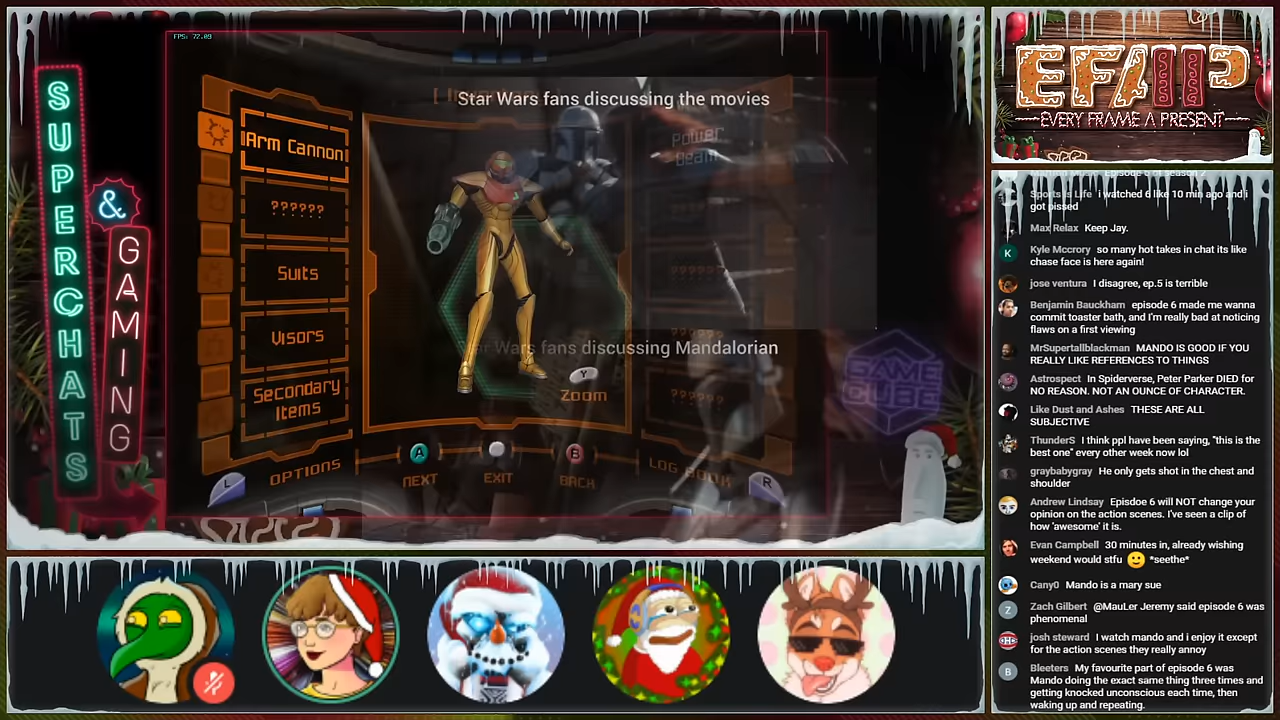 FPS: 72.09
SUPERCHATS
&
GAMING
Star Wars fans discussing the movies
Arm Cannon
??????
Suits
Visors
Secondary
Items
Power
Beam
??????
??????
??????
Wars fans discussing Mandalorian
Y
Zoom
GAME
CUBE
A
B
L
OPTIONS
NEXT
EXIT
BACK
LOG BOOK
R
EFAP
EVERY FRAME A PRESENT
Episode 6 of season 2
Sports is Life i watched 6 like 10 min ago and i
got pissed
Max Relax Keep Jay.
K
Kyle Mccrory so many hot takes in chat its like
chase face is here again!
jose ventura I disagree, ep.5 is terrible
Benjamin Bauckham episode 6 made me wanna
commit toaster bath, and I'm really bad at noticing
flaws on a first viewing
MrSupertallblackman MANDO IS GOOD IF YOU
REALLY LIKE REFERENCES TO THINGS
Astrospect In Spiderverse, Peter Parker DIED for
NO REASON. NOT AN OUNCE OF CHARACTER.
Like Dust and Ashes THESE ARE ALL
SUBJECTIVE
ThunderS I think ppl have been saying, "this is the
best one" every other week now lol
graybabygray He only gets shot in the chest and
shoulder
Andrew Lindsay Episdoe 6 will NOT change your
opinion on the action scenes. I've seen a clip of
how 'awesome' it is.
Evan Campbell 30 minutes in, already wishing
weekend would stfu 🙂 *seethe*
Cany0 Mando is a mary sue
Z
Zach Gilbert @MauLer Jeremy said episode 6 was
phenomenal
josh steward I watch mando and i enjoy it except
for the action scenes they really annoy
B
Bleeters My favourite part of episode 6 was
Mando doing the exact same thing three times and
getting knocked unconscious each time, then
waking up and repeating.